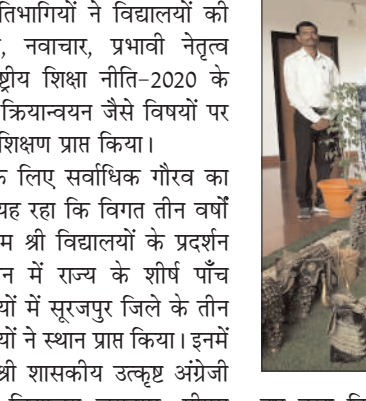 तिभागियों ने विद्यालयों की
नवाचार, प्रभावी नेतृत्व
ष्ट्रीय शिक्षा नीति-2020 के
क्रियान्वयन जैसे विषयों पर
शिक्षण प्राप्त किया।
के लिए सर्वाधिक गौरव का
यह रहा कि विगत तीन वर्षों
म श्री विद्यालयों के प्रदर्शन
न में राज्य के शीर्ष पाँच
यों में सूरजपुर जिले के तीन
यों ने स्थान प्राप्त किया। इनमें
श्री शासकीय उत्कृष्ट अंग्रेजी